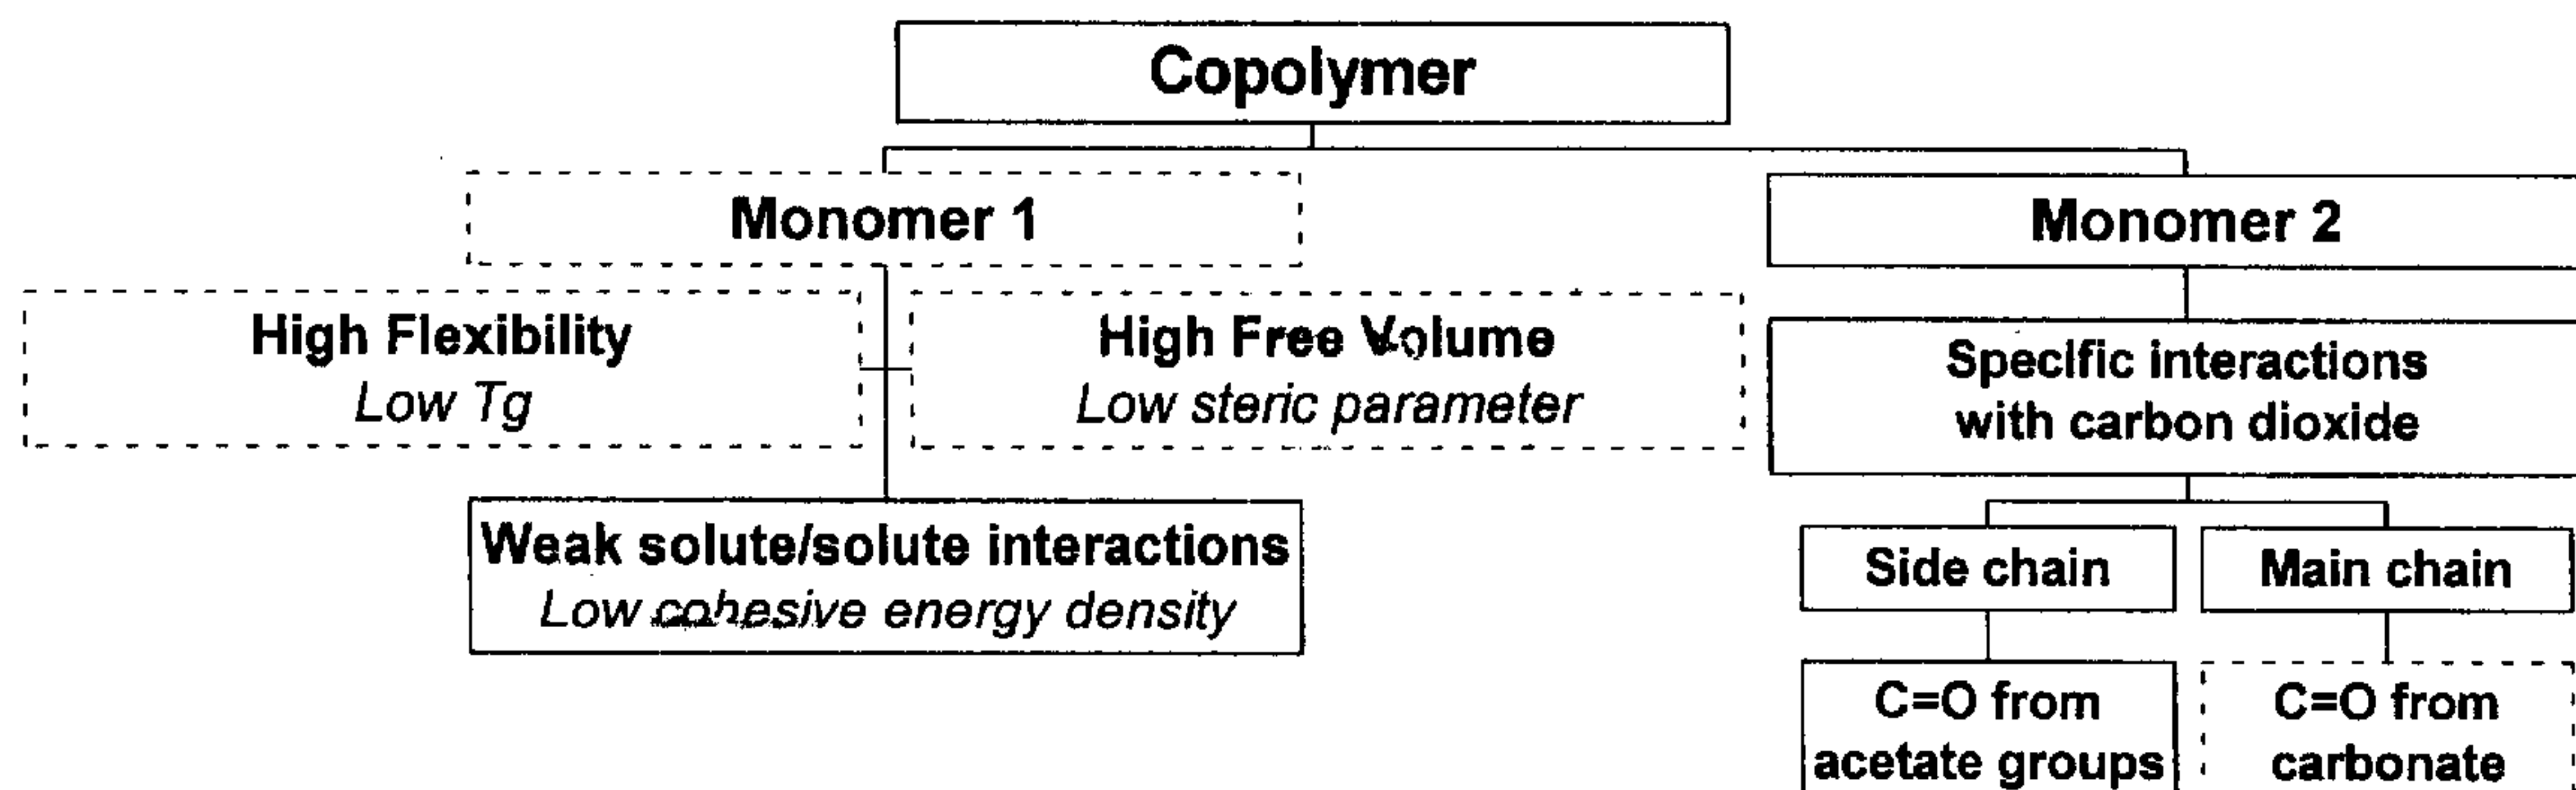 Copolymer
Monomer 1
Monomer 2
High Flexibility
Low Tg
High Free Volume
Low steric parameter
Specific interactions
with carbon dioxide
Weak solute/solute interactions
Low cohesive energy density
Side chain
Main chain
C=O from
acetate groups
C=O from
carbonate